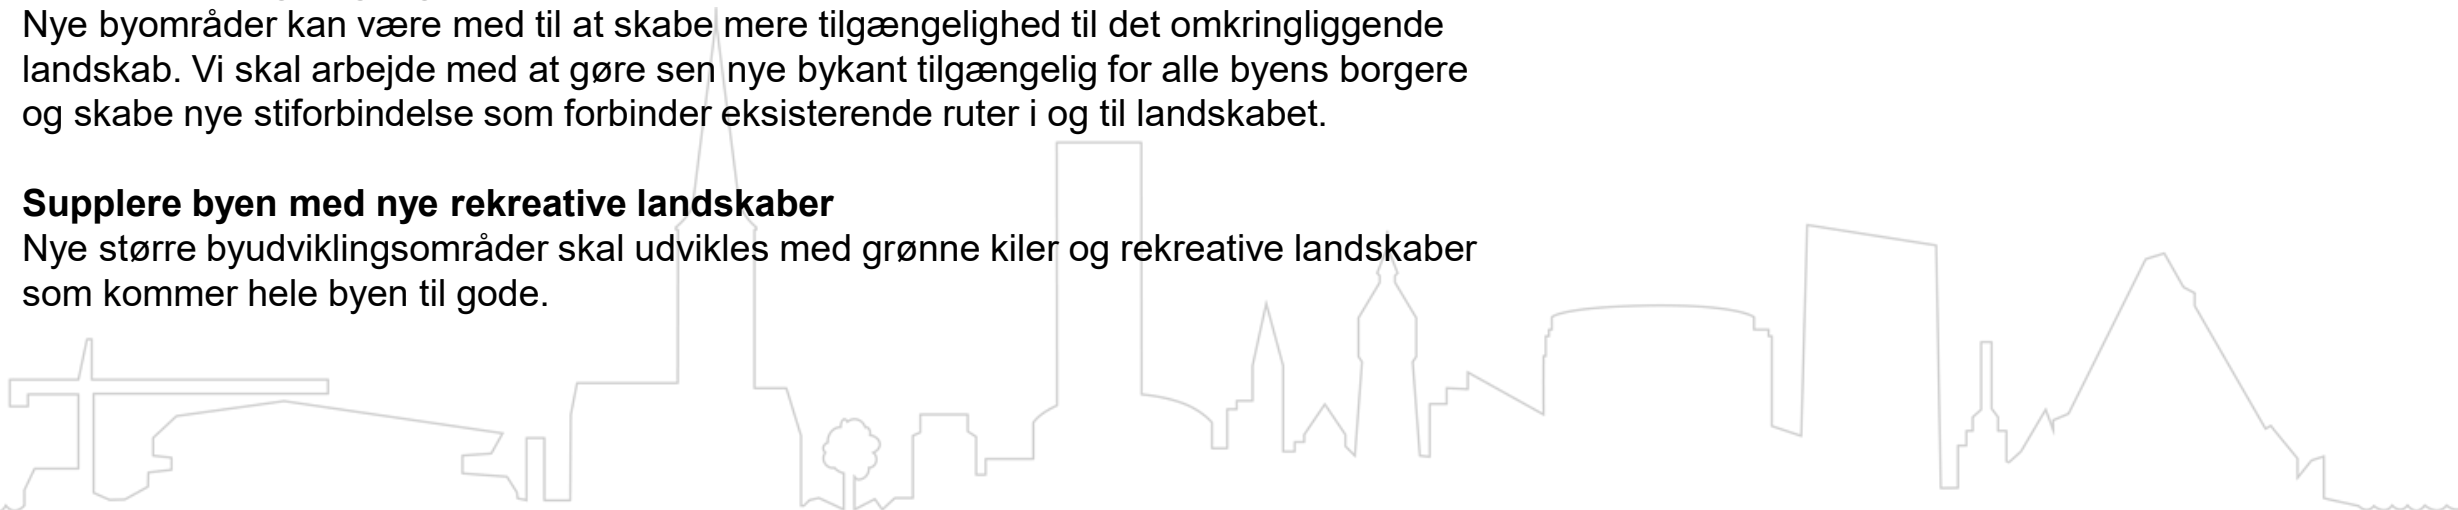 Nye byområder kan være med til at skabe mere tilgængelighed til det omkringliggende
landskab. Vi skal arbejde med at gøre sen nye bykant tilgængelig for alle byens borgere
og skabe nye stiforbindelse som forbinder eksisterende ruter i og til landskabet.
Supplere byen med nye rekreative landskaber
Nye større byudviklingsområder skal udvikles med grønne kiler og rekreative landskaber
som kommer hele byen til gode.